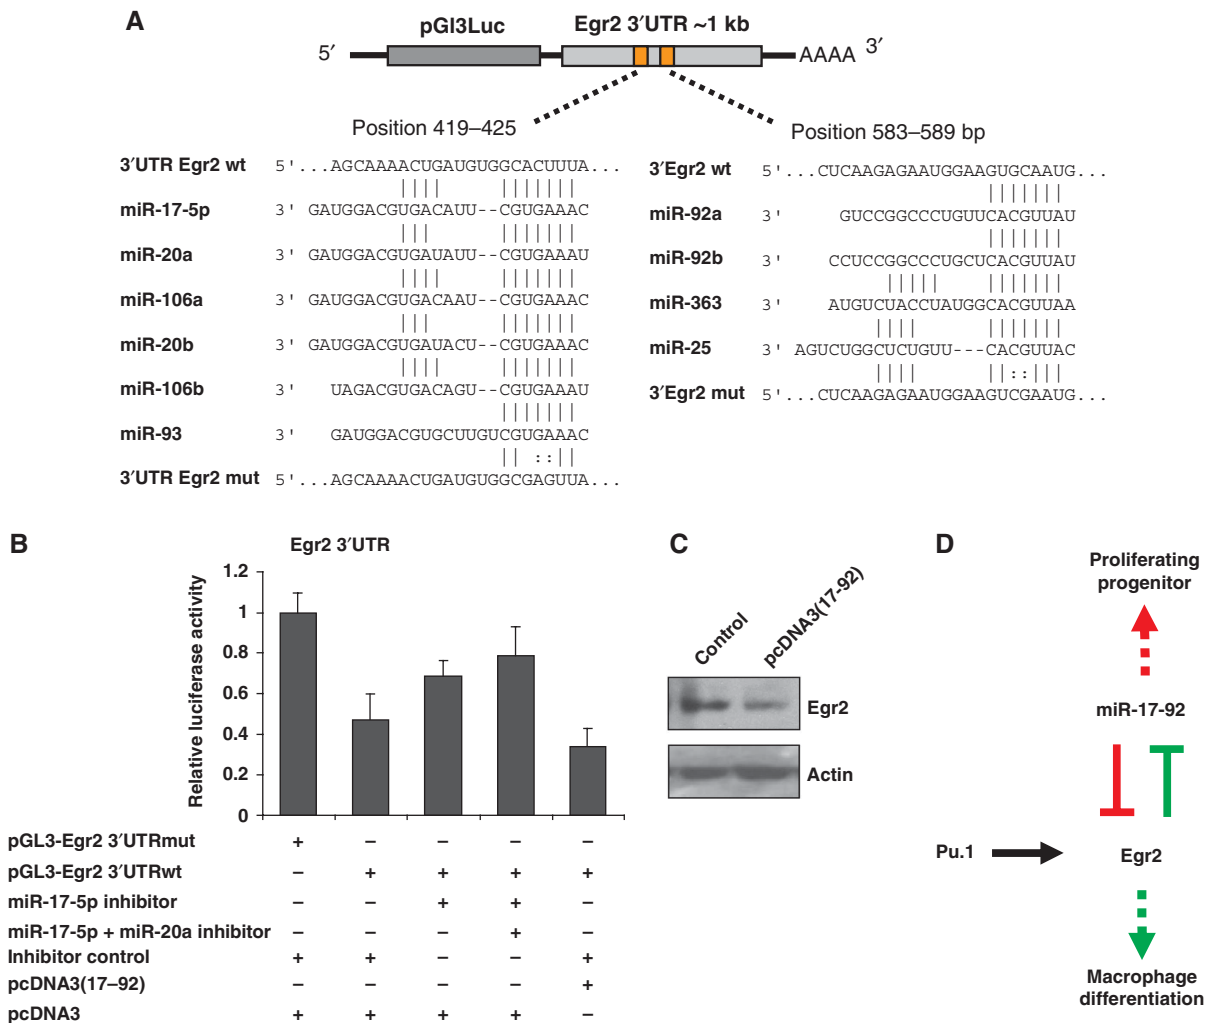 A
pGl3Luc
Egr2 3′UTR ~1 kb
5′
AAAA 3′
Position 419–425
Position 583–589 bp
3′UTR Egr2 wt 5'...AGCAAAACUGAUGUGGCACUUUA...
miR-17-5p 3' GAUGGACGUGACAUU--CGUGAAAC
miR-20a 3' GAUGGACGUGAUAUU--CGUGAAAU
miR-106a 3' GAUGGACGUGACAAU--CGUGAAAC
miR-20b 3' GAUGGACGUGAUACU--CGUGAAAC
miR-106b 3' UAGACGUGACAGU--CGUGAAAU
miR-93 3' GAUGGACGUGCUUGUCGUGAAAC
3′UTR Egr2 mut 5'...AGCAAAACUGAUGUGGCGAGUUA...
3′Egr2 wt 5'...CUCAAGAGAAUGGAAGUGCAAUG...
miR-92a 3' GUCCGGCCCUGUUCACGUUAU
miR-92b 3' CCUCCGGCCCUGCUCACGUUAU
miR-363 3' AUGUCUACCUAUGGCACGUUAA
miR-25 3' AGUCUGGCUCUGUU---CACGUUAC
3′Egr2 mut 5'...CUCAAGAGAAUGGAAGUCGAAUG...
B
Egr2 3′UTR
Relative luciferase activity
1.2
1
0.8
0.6
0.4
0.2
0
pGL3-Egr2 3′UTRmut + – – – –
pGL3-Egr2 3′UTRwt – + + + +
miR-17-5p inhibitor – – + + –
miR-17-5p + miR-20a inhibitor – – – + –
Inhibitor control + + – – +
pcDNA3(17–92) – – – – +
pcDNA3 + + + + –
C
Control
pcDNA3(17-92)
Egr2
Actin
D
Proliferating
progenitor
miR-17-92
Pu.1
Egr2
Macrophage
differentiation